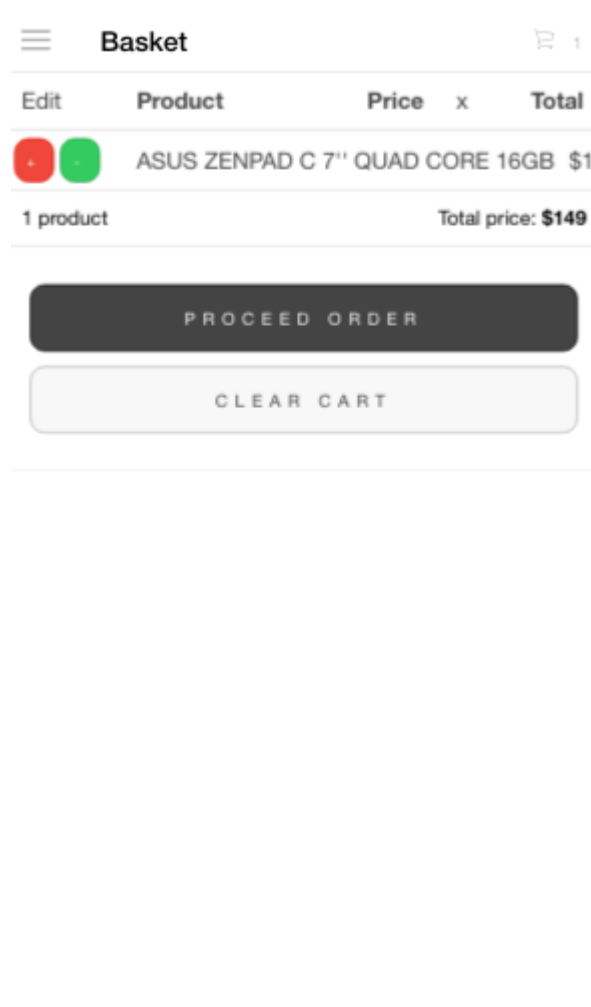 Basket 1
Edit Product Price x Total
+ - ASUS ZENPAD C 7'' QUAD CORE 16GB $1
1 product Total price: $149
PROCEED ORDER
CLEAR CART